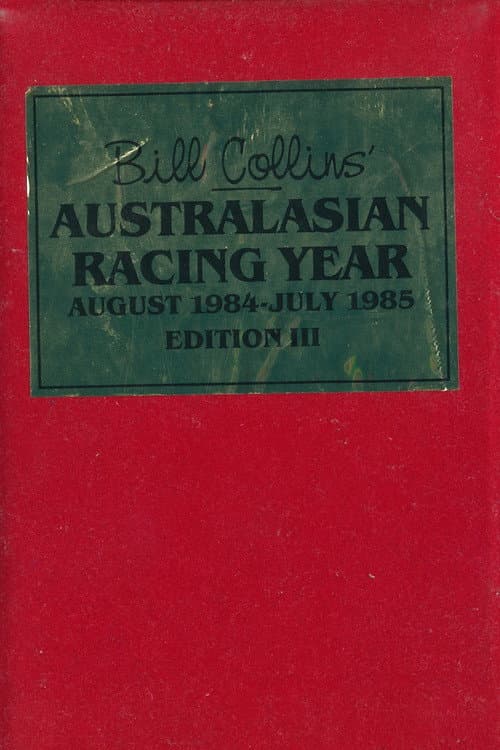 Bill Collins'
AUSTRALASIAN
RACING YEAR
AUGUST 1984-JULY 1985
EDITION III